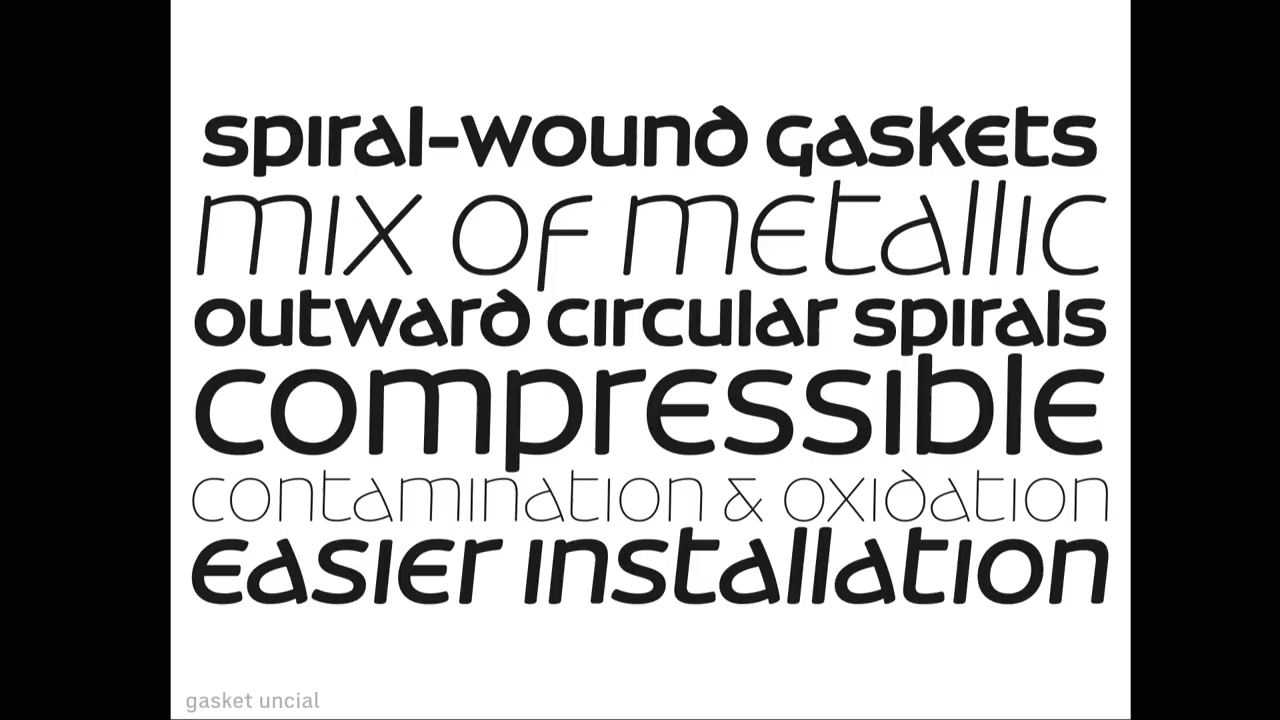 spiral-wound gaskets
mix of metallic
outward circular spirals
compressible
contamination & oxidation
easier installation
gasket uncial